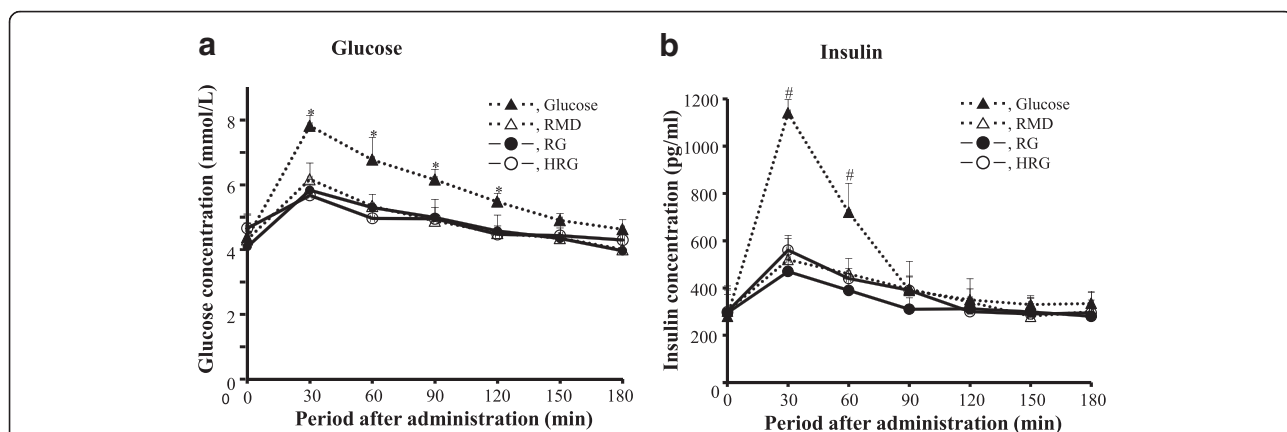 a
Glucose
Glucose concentration (mmol/L)
8
6
4
2
0
*
*
*
*
, Glucose
, RMD
, RG
, HRG
0 0 30 60 90 120 150 180
Period after administration (min)
b
Insulin
Insulin concentration (pg/ml)
1200
1000
800
600
400
200
0
#
#
, Glucose
, RMD
, RG
, HRG
0 30 60 90 120 150 180
Period after administration (min)